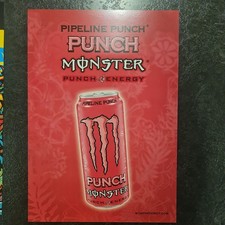 PIPELINE PUNCH®
PUNCH
MONSTER
PUNCH + ENERGY
PIPELINE PUNCH
PUNCH
MONSTER